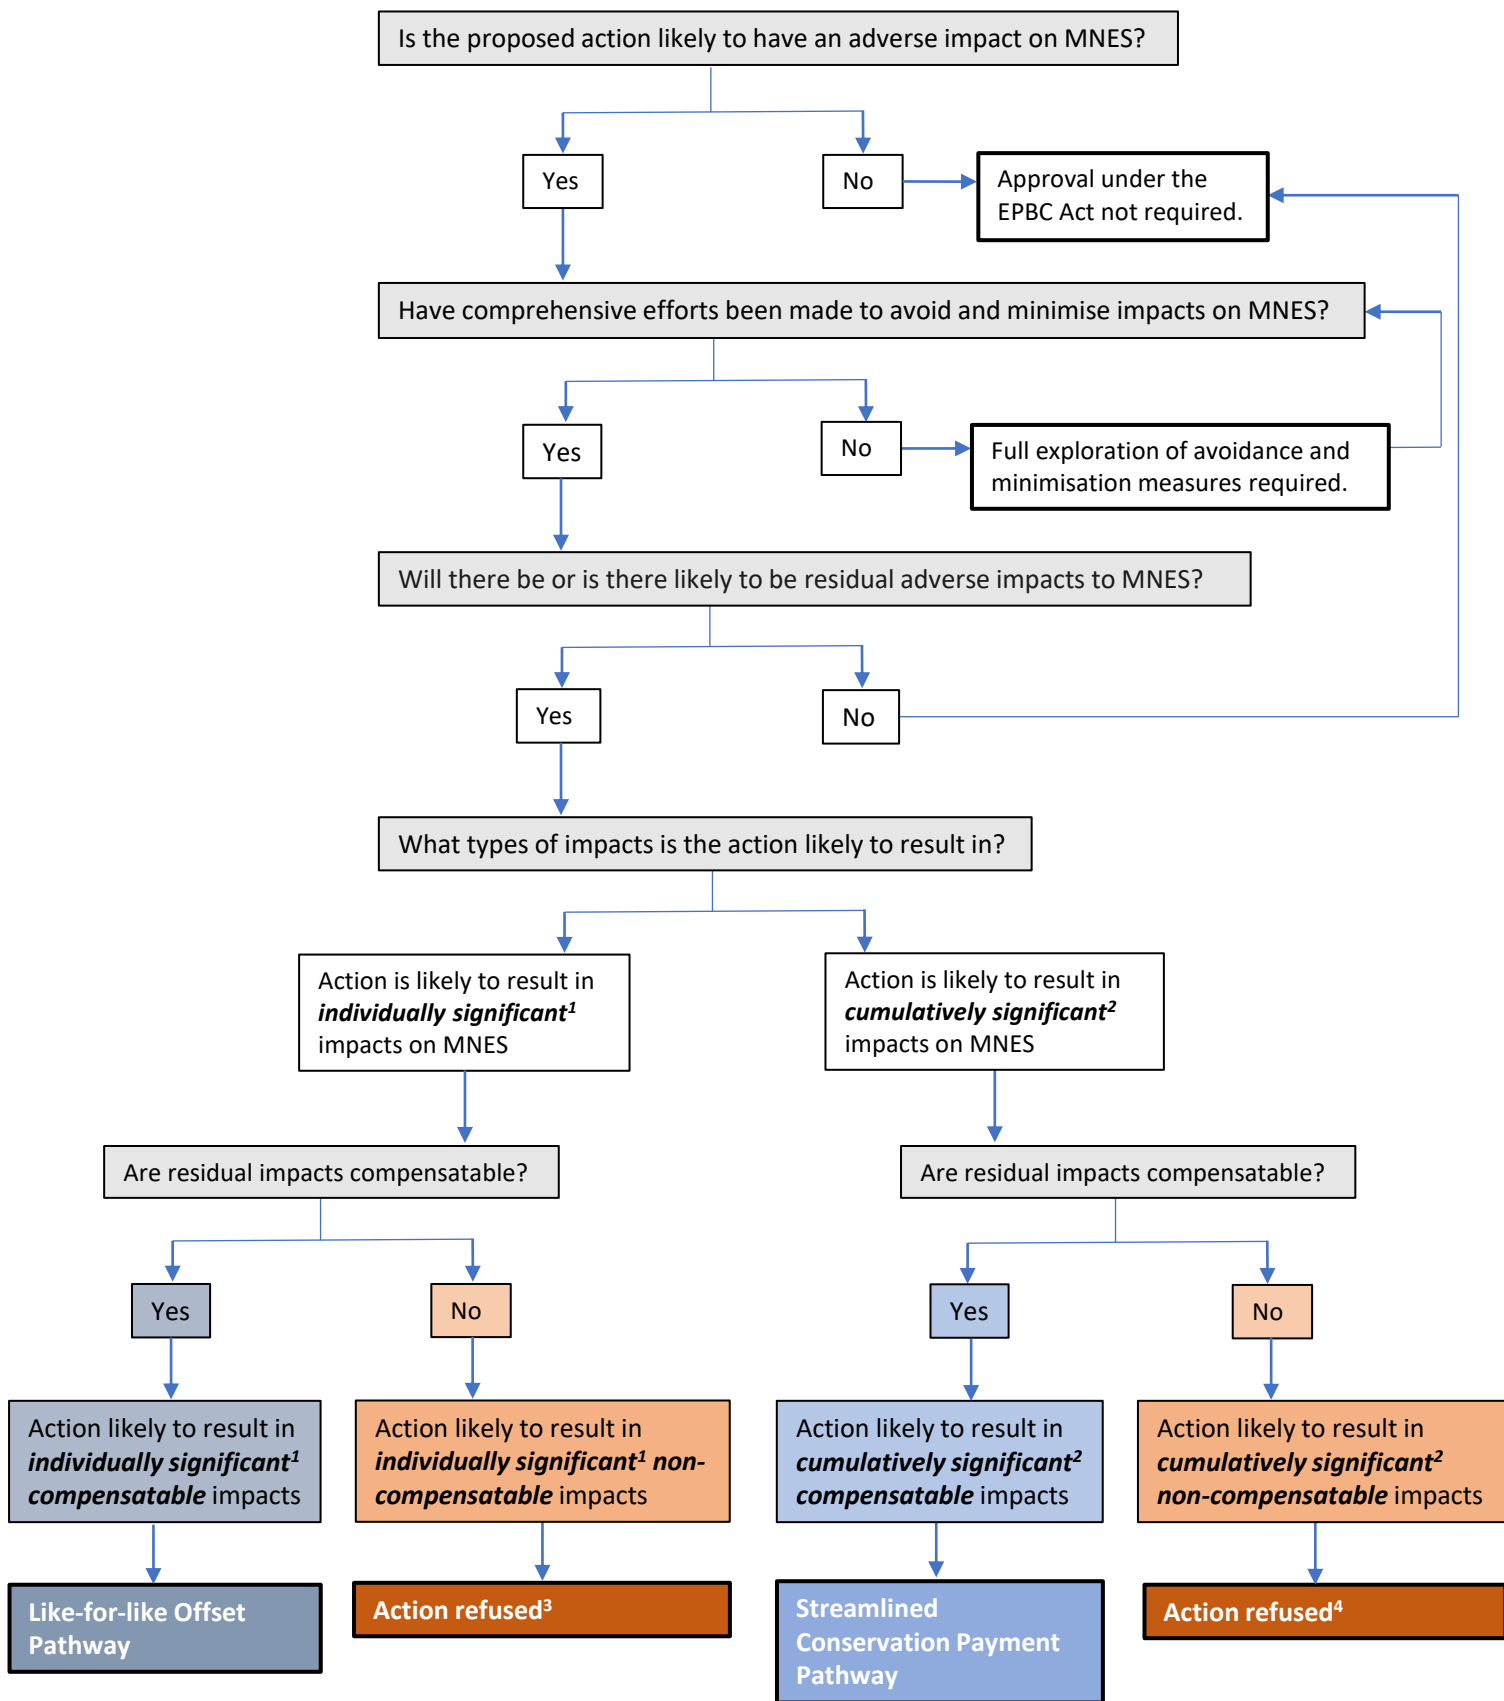 Is the proposed action likely to have an adverse impact on MNES?
Yes
No
Approval under the
EPBC Act not required.
Have comprehensive efforts been made to avoid and minimise impacts on MNES?
Yes
No
Full exploration of avoidance and
minimisation measures required.
Will there be or is there likely to be residual adverse impacts to MNES?
Yes
No
What types of impacts is the action likely to result in?
Action is likely to result in
individually significant¹
impacts on MNES
Action is likely to result in
cumulatively significant²
impacts on MNES
Are residual impacts compensatable?
Are residual impacts compensatable?
Yes
No
Yes
No
Action likely to result in
individually significant¹
compensatable impacts
Action likely to result in
individually significant¹ non-
compensatable impacts
Action likely to result in
cumulatively significant²
compensatable impacts
Action likely to result in
cumulatively significant²
non-compensatable impacts
Like-for-like Offset
Pathway
Action refused³
Streamlined
Conservation Payment
Pathway
Action refused⁴